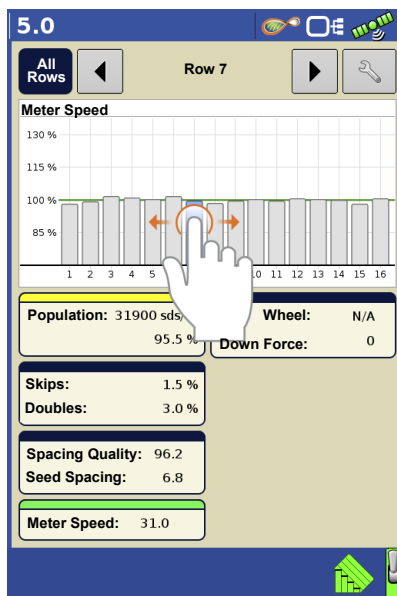 5.0
All Rows
Row 7
Meter Speed
130 %
115 %
100 %
85 %
1 2 3 4 5 11 12 13 14 15 16
Population: 31900 sds/
95.5 %
Wheel: N/A
Down Force: 0
Skips: 1.5 %
Doubles: 3.0 %
Spacing Quality: 96.2
Seed Spacing: 6.8
Meter Speed: 31.0